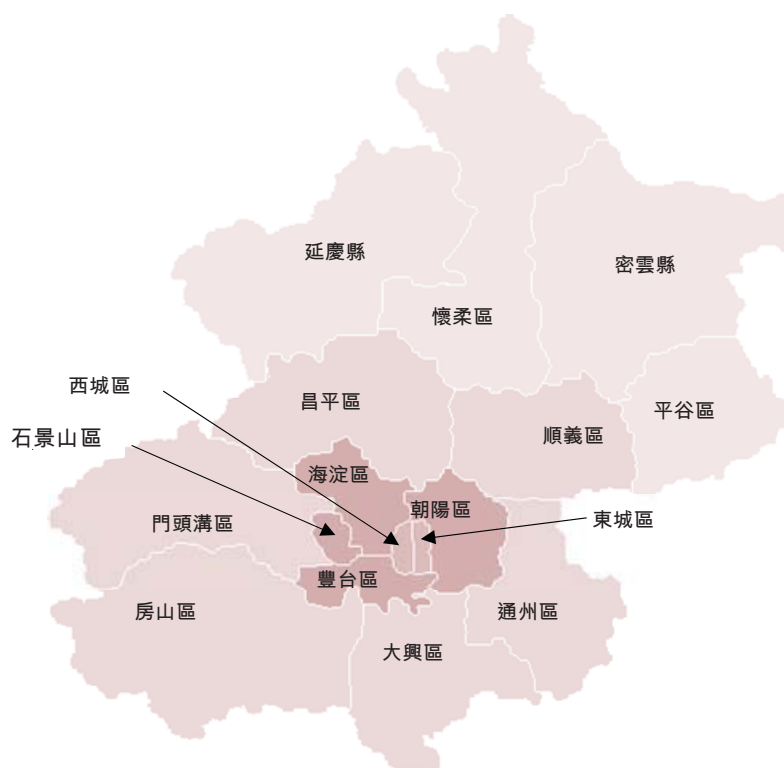 延慶縣
密雲縣
懷柔區
西城區
昌平區
平谷區
石景山區
順義區
海淀區
朝陽區
門頭溝區
東城區
豐台區
房山區
通州區
大興區